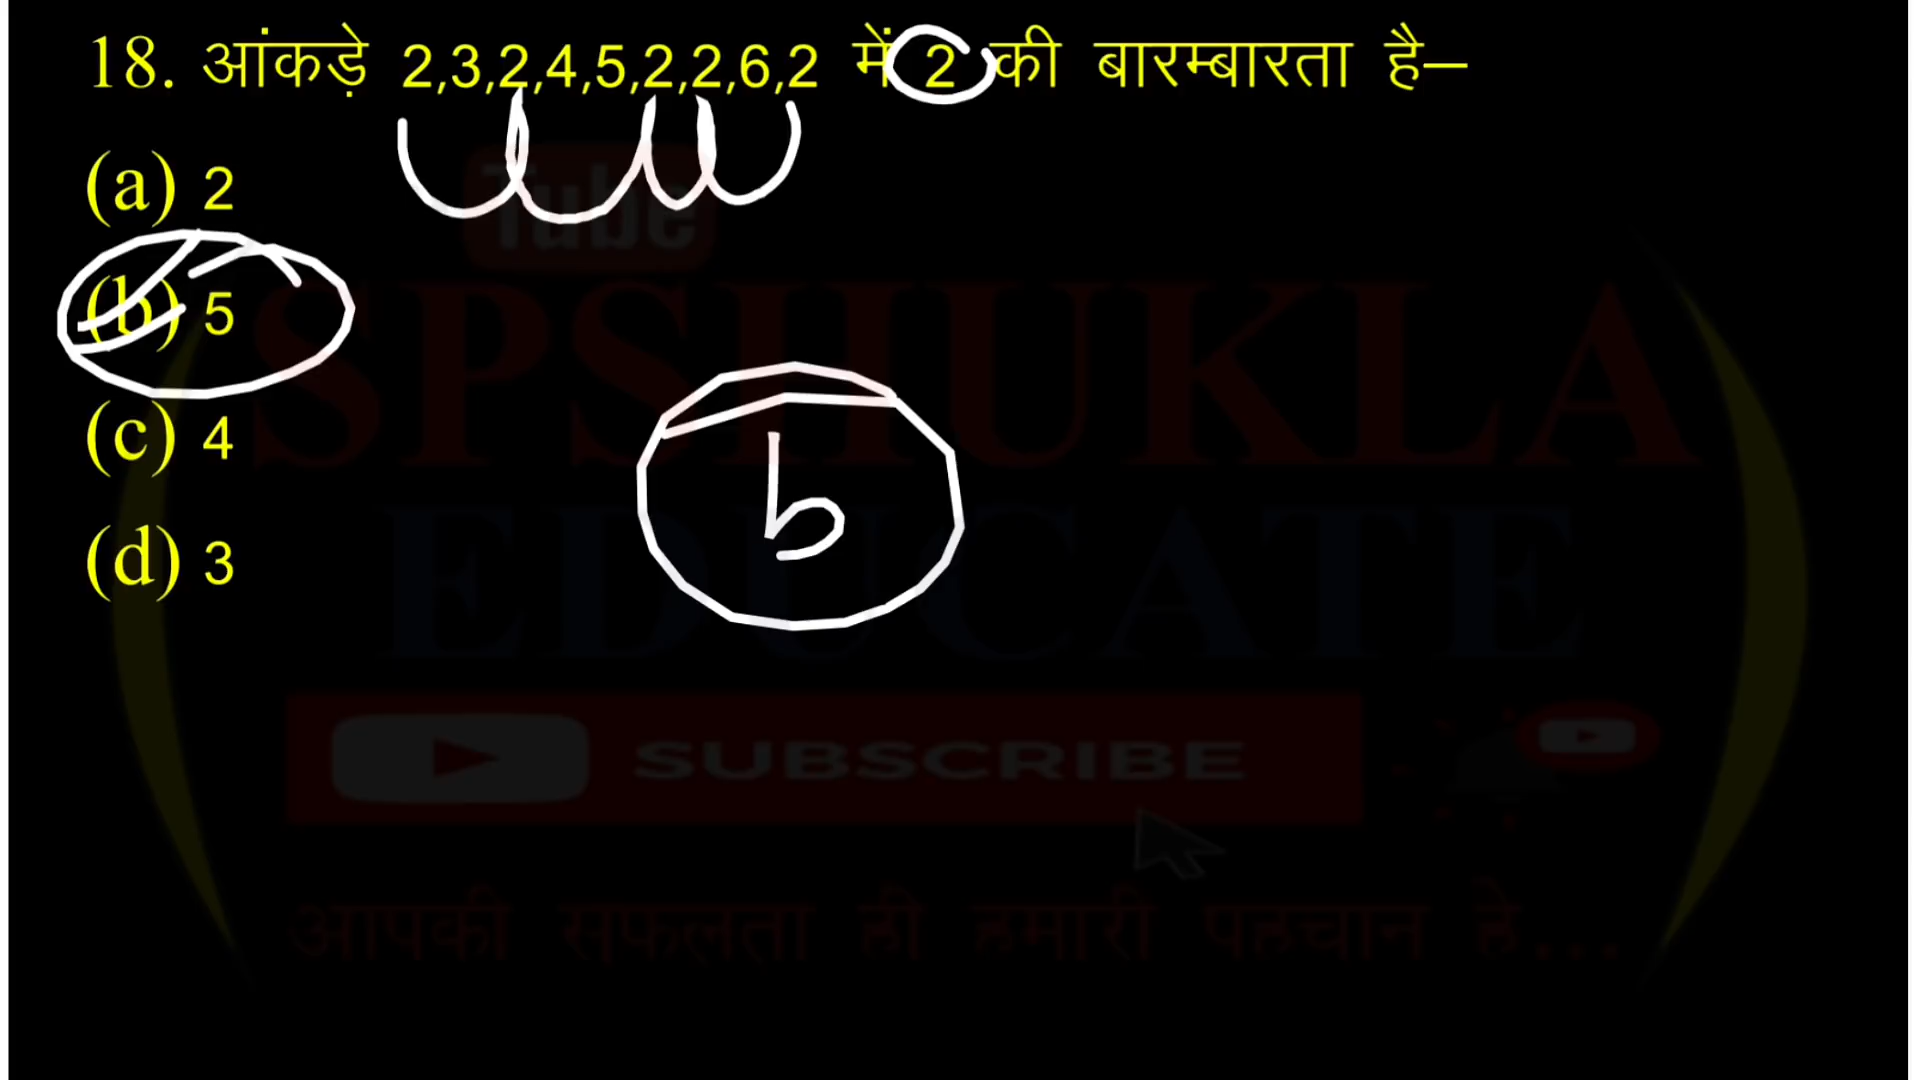 18. आंकड़े 2,3,2,4,5,2,2,6,2 में 2 की बारम्बारता है–
(a) 2
Tube
(b) 5
SPSHUKLA
(c) 4
b
EDUCATE
(d) 3
SUBSCRIBE
आपकी सफलता ही हमारी पहचान है...